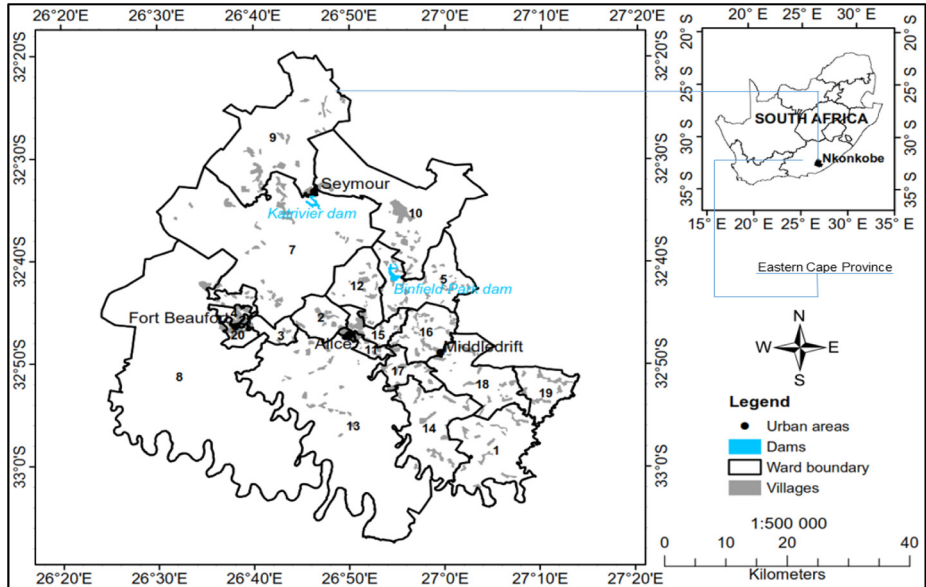 26°20'E 26°30'E 26°40'E 26°50'E 27°0'E 27°10'E 27°20'E
32°20'S
32°30'S
32°40'S
32°50'S
33°0'S
9
Seymour
Katrivier dam
10
7
5
12
Binfield Park dam
4
Fort Beaufort
20
3
2
Alice
15
11
16
Middledrift
17
18
19
8
13
14
1
32°20'S
32°30'S
32°40'S
32°50'S
33°0'S
26°20'E 26°30'E 26°40'E 26°50'E 27°0'E 27°10'E 27°20'E
20° E 26° E 30° E
20° S
25° S
30° S
35° S
SOUTH AFRICA
Nkonkobe
20° S
25° S
30° S
35° S
15° E 20° E 25° E 30° E
Eastern Cape Province
N
W E
S
Legend
Urban areas
Dams
Ward boundary
Villages
1:500 000
0 10 20 40
Kilometers